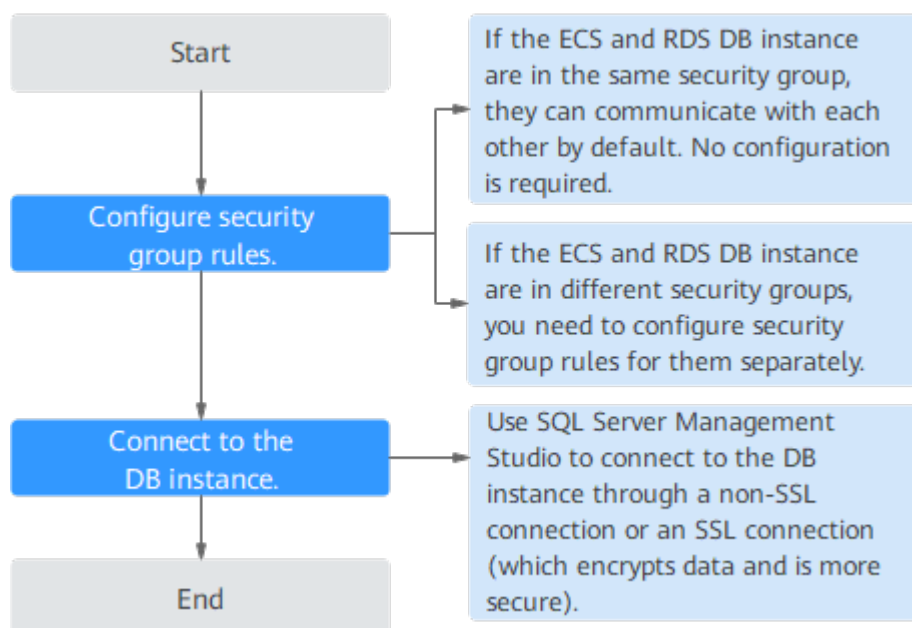 Start
Configure security
group rules.
If the ECS and RDS DB instance
are in the same security group,
they can communicate with each
other by default. No configuration
is required.
If the ECS and RDS DB instance
are in different security groups,
you need to configure security
group rules for them separately.
Connect to the
DB instance.
Use SQL Server Management
Studio to connect to the DB
instance through a non-SSL
connection or an SSL connection
(which encrypts data and is more
secure).
End